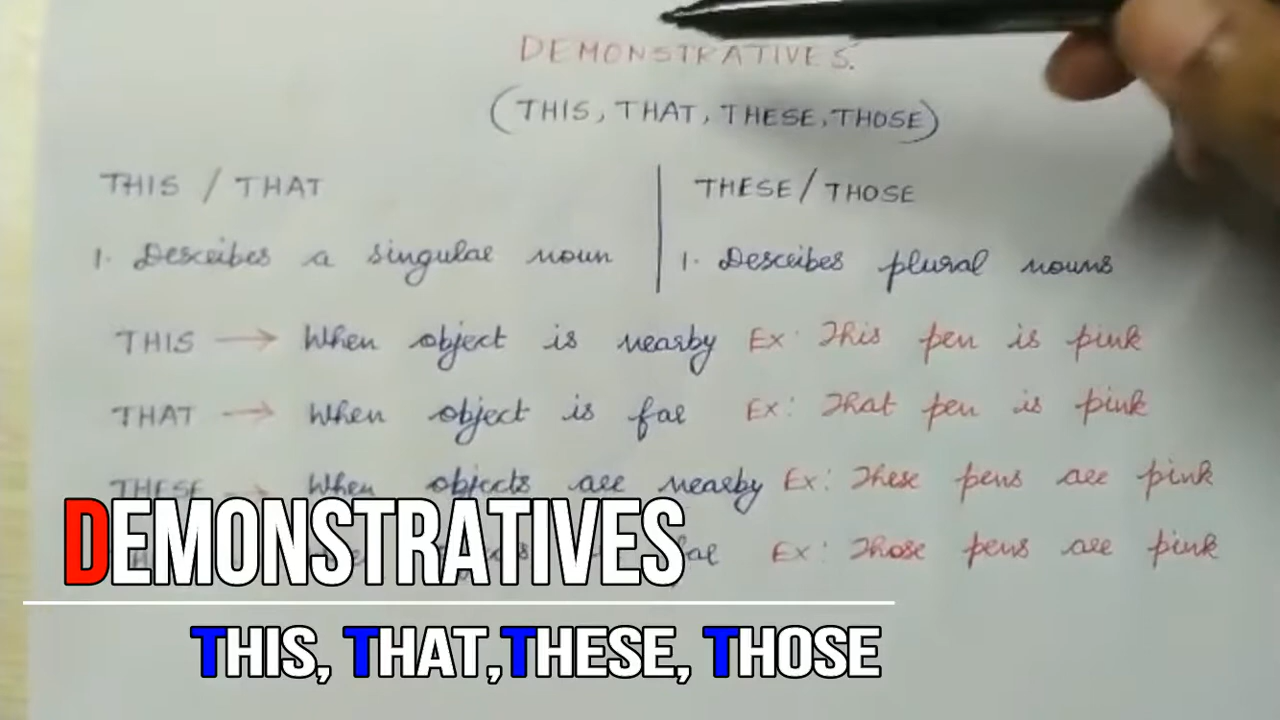 DEMONSTRATIVES.
(THIS, THAT, THESE, THOSE)
THIS / THAT
THESE / THOSE
1. Describes a singular noun
1. Describes plural nouns
THIS → When object is nearby Ex: This pen is pink
THAT → When object is far Ex: That pen is pink
THESE → When objects are nearby Ex: These pens are pink
far Ex: Those pens are pink
DEMONSTRATIVES
THIS, THAT,THESE, THOSE